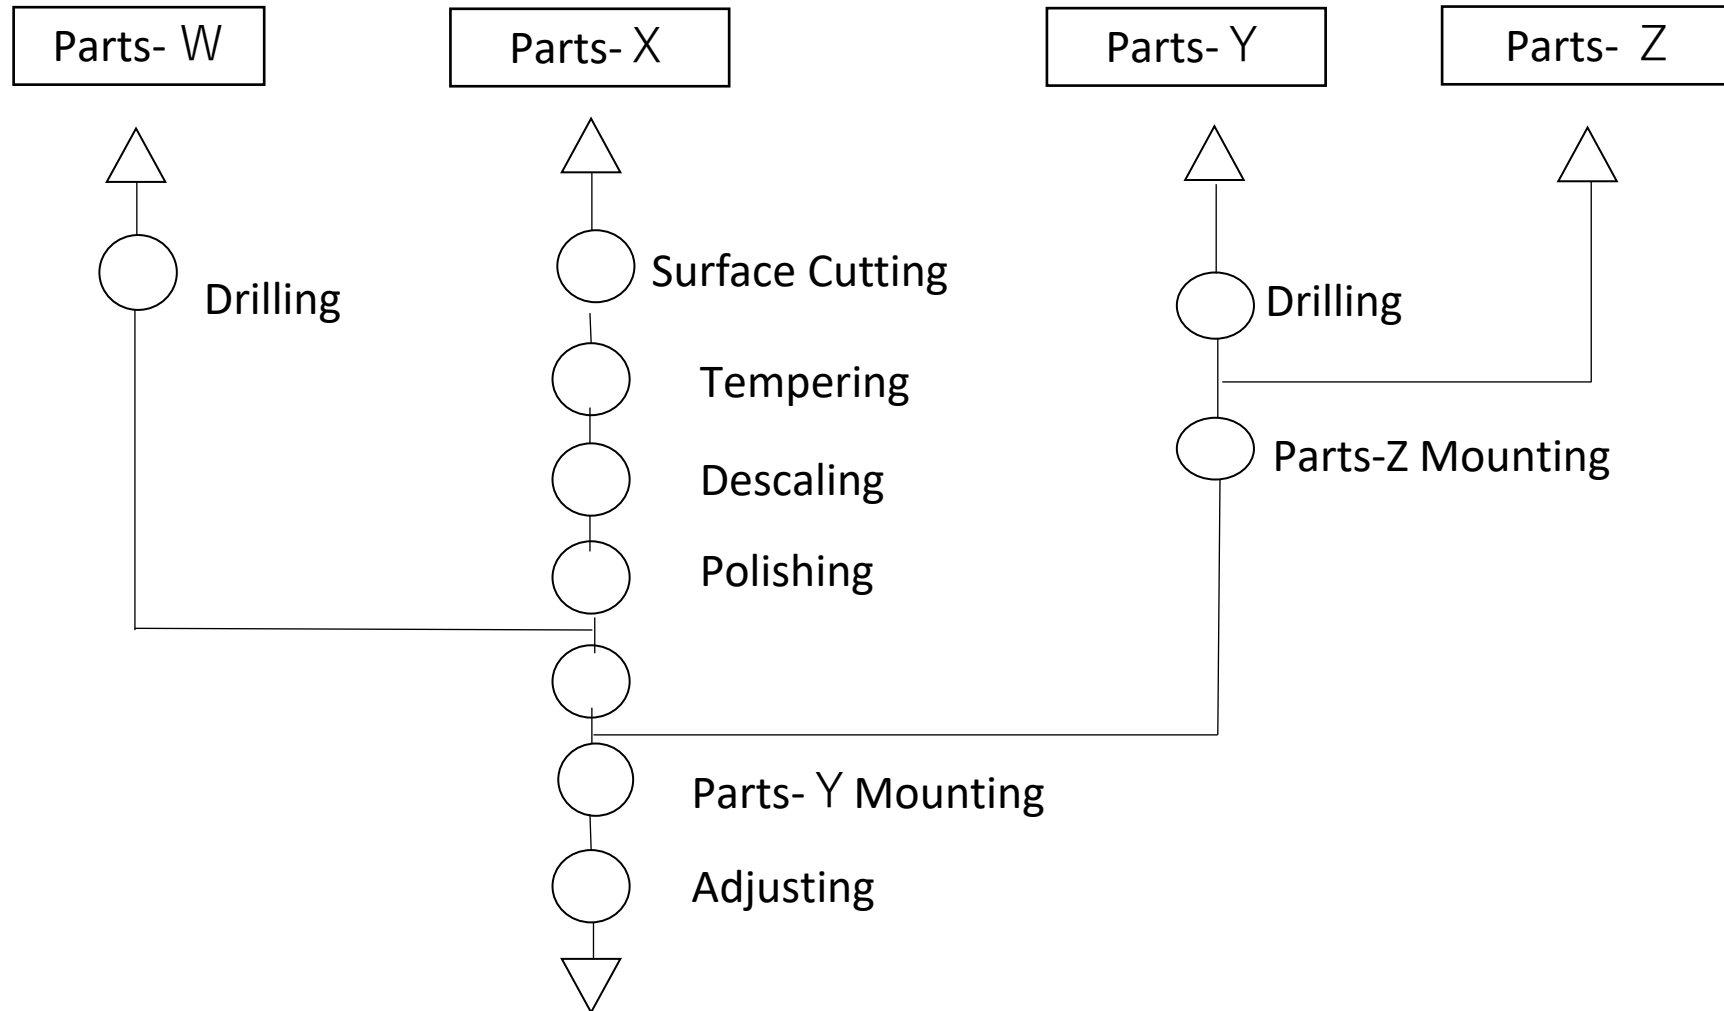 Parts- W
Parts- X
Parts- Y
Parts- Z
Drilling
Surface Cutting
Drilling
Tempering
Parts-Z Mounting
Descaling
Polishing
Parts- Y Mounting
Adjusting